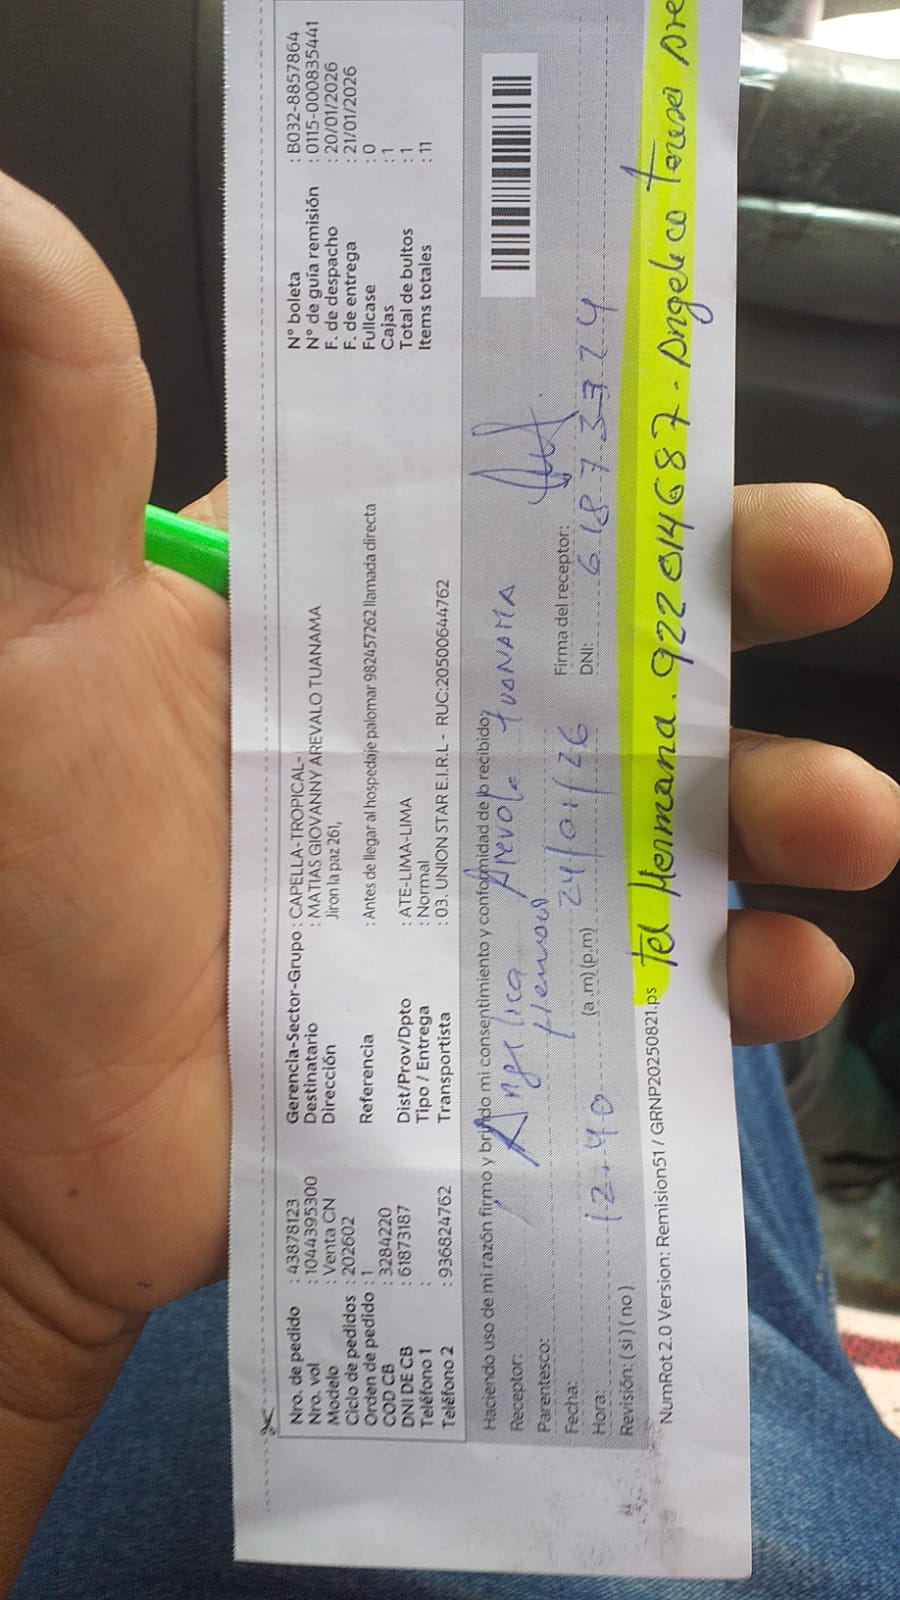 Nro. de pedido : 43878123
Nro. vol : 1044395300
Modelo : Venta CN
Ciclo de pedidos : 202602
Orden de pedido : 1
COD CB : 3284220
DNI DE CB : 61873187
Teléfono 1 :
Teléfono 2 : 936824762
Gerencia-Sector-Grupo : CAPELLA-TROPICAL-
Destinatario : MATIAS GIOVANNY AREVALO TUANAMA
Dirección Jiron la paz 261,
Referencia : Antes de llegar al hospedaje palomar 982457262 llamada directa
Dist/Prov/Dpto : ATE-LIMA-LIMA
Tipo / Entrega : Normal
Transportista : 03. UNION STAR E.I.R.L - RUC:20500644762
N° boleta : B032-8857864
N° de guía remisión : 0115-000835441
F. de despacho : 20/01/2026
F. de entrega : 21/01/2026
Fullcase : 0
Cajas : 1
Total de bultos : 1
Items totales : 11
Haciendo uso de mi razón firmo y brindo mi consentimiento y conformidad de lo recibido
Receptor: Angelica Arevalo tuanama
Parentesco: Hermana Firma del receptor:
Fecha: 24/01/26 DNI:
Hora: 12:40 (a.m)(p.m)
Revisión: ( si ) ( no )
NumRot 2.0 Version: Remision51 / GRNP20250821.ps Tel Hermana. 922014687. Angelica